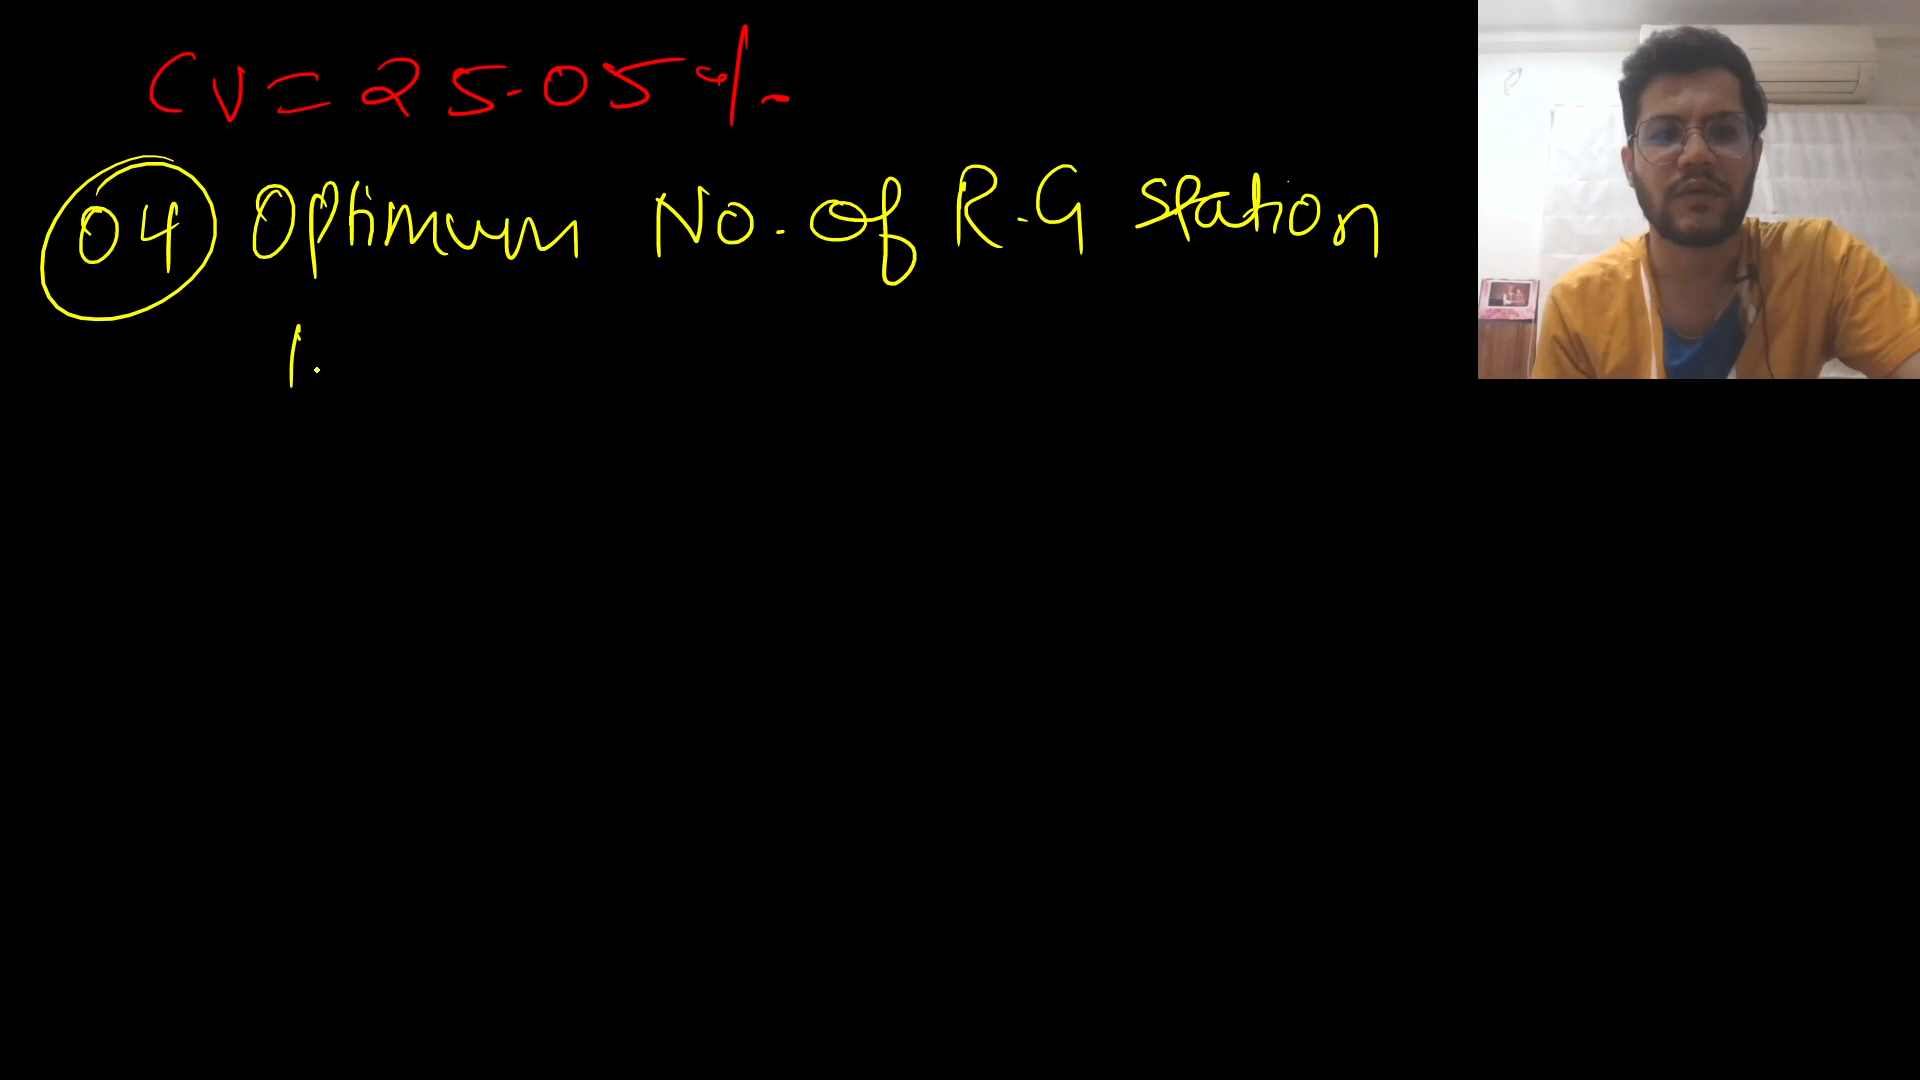 CV = 25.05 %
04 Optimum No. of R.G station
1.